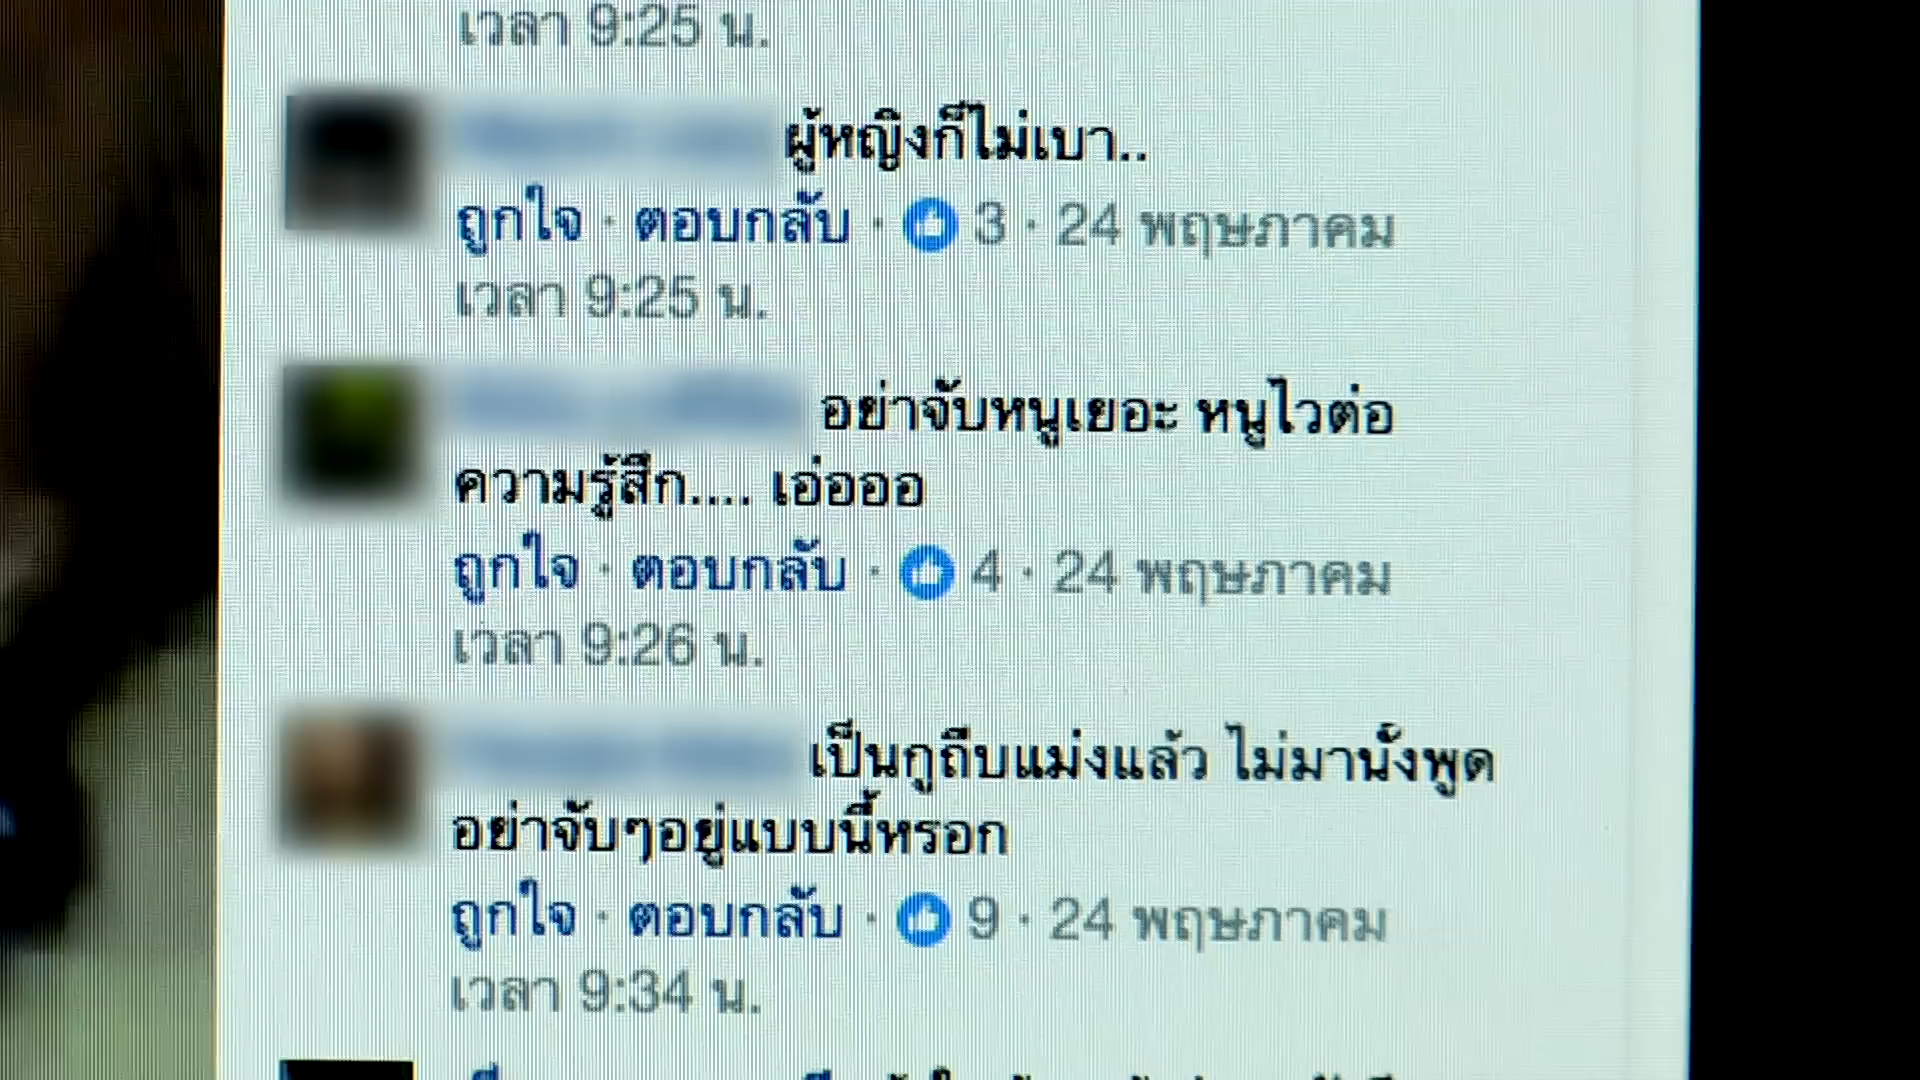 เวลา 9:25 น.
ผู้หญิงก็ไม่เบา..
ถูกใจ · ตอบกลับ · 3 · 24 พฤษภาคม
เวลา 9:25 น.
อย่าจับหนูเยอะ หนูไวต่อ
ความรู้สึก.... เอ่อออ
ถูกใจ · ตอบกลับ · 4 · 24 พฤษภาคม
เวลา 9:26 น.
เป็นกูถีบแม่งแล้ว ไม่มานั่งพูด
อย่าจับๆอยู่แบบนี้หรอก
ถูกใจ · ตอบกลับ · 9 · 24 พฤษภาคม
เวลา 9:34 น.